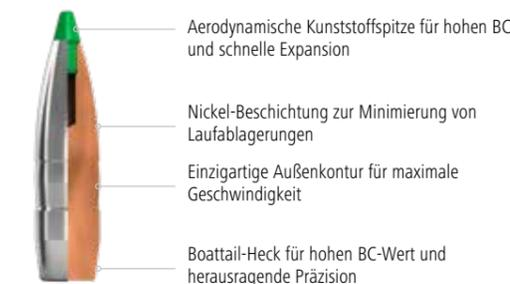 Aerodynamische Kunststoffspitze für hohen BC
und schnelle Expansion
Nickel-Beschichtung zur Minimierung von
Laufablagerungen
Einzigartige Außenkontur für maximale
Geschwindigkeit
Boattail-Heck für hohen BC-Wert und
herausragende Präzision